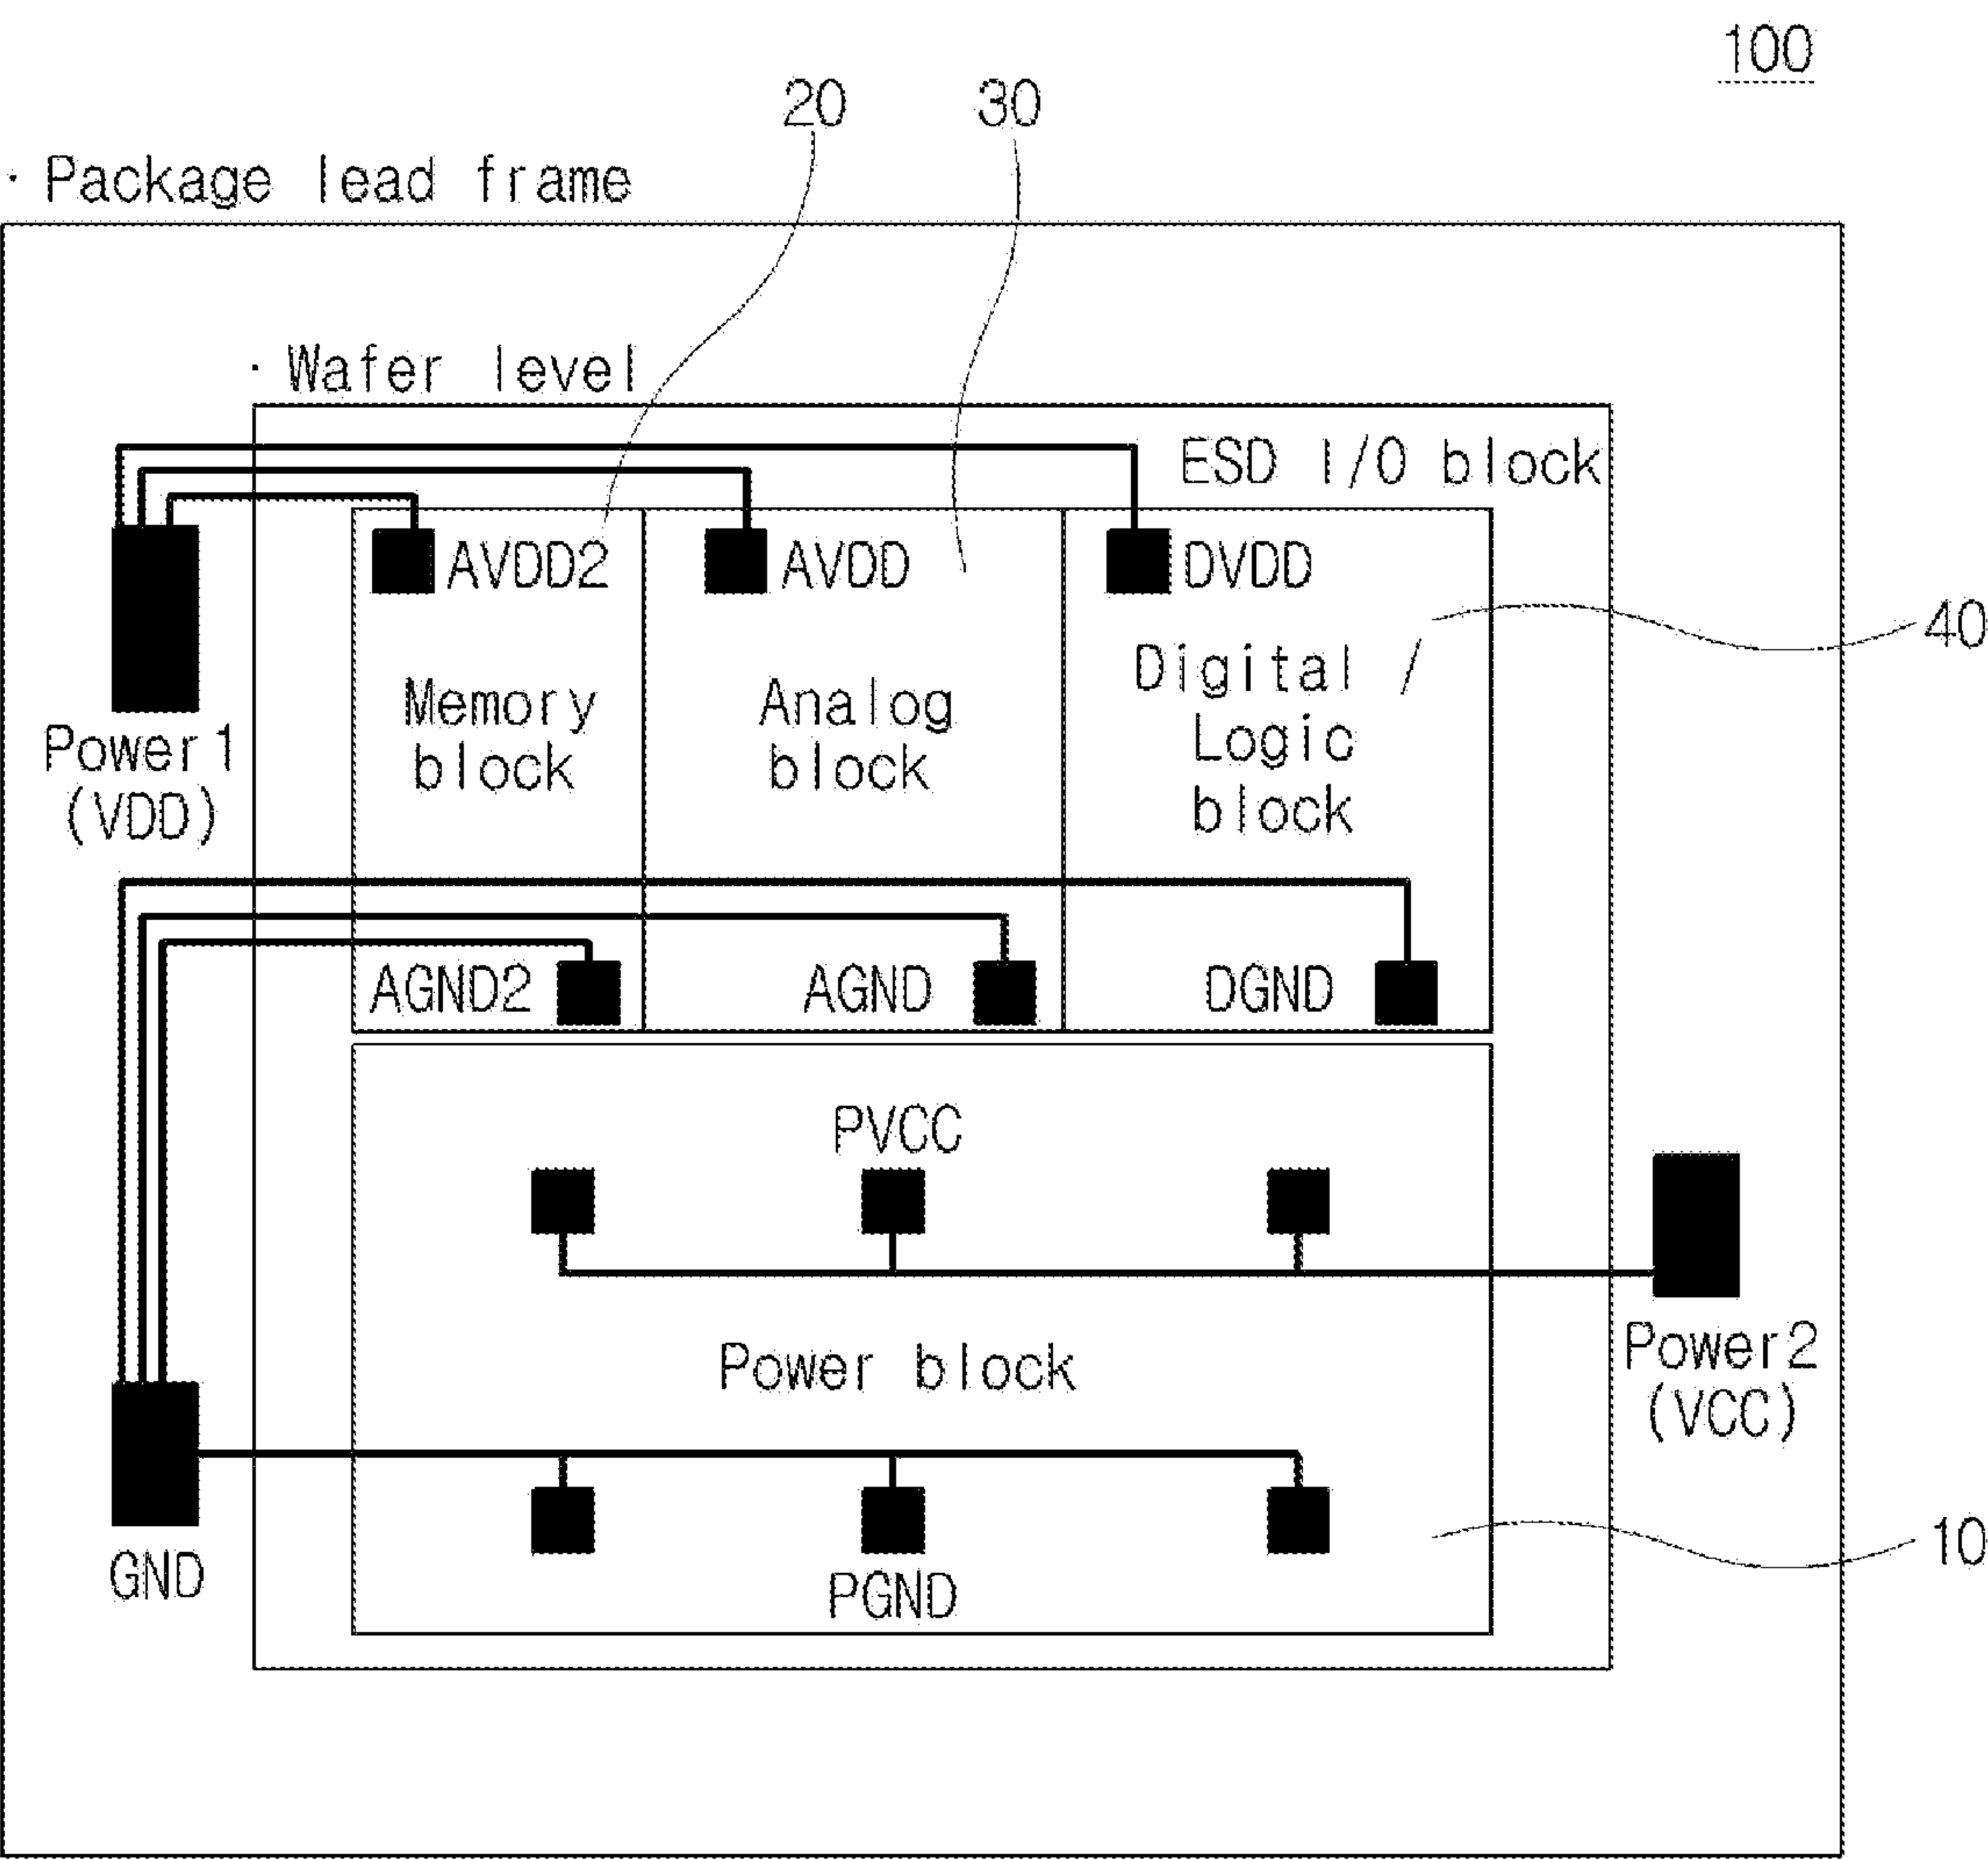 100
20
30
· Package lead frame
· Wafer level
ESD I/O block
AVDD2
AVDD
DVDD
40
Memory
block
Analog
block
Digital /
Logic
block
Power1
(VDD)
AGND2
AGND
DGND
PVCC
Power block
Power2
(VCC)
GND
PGND
10